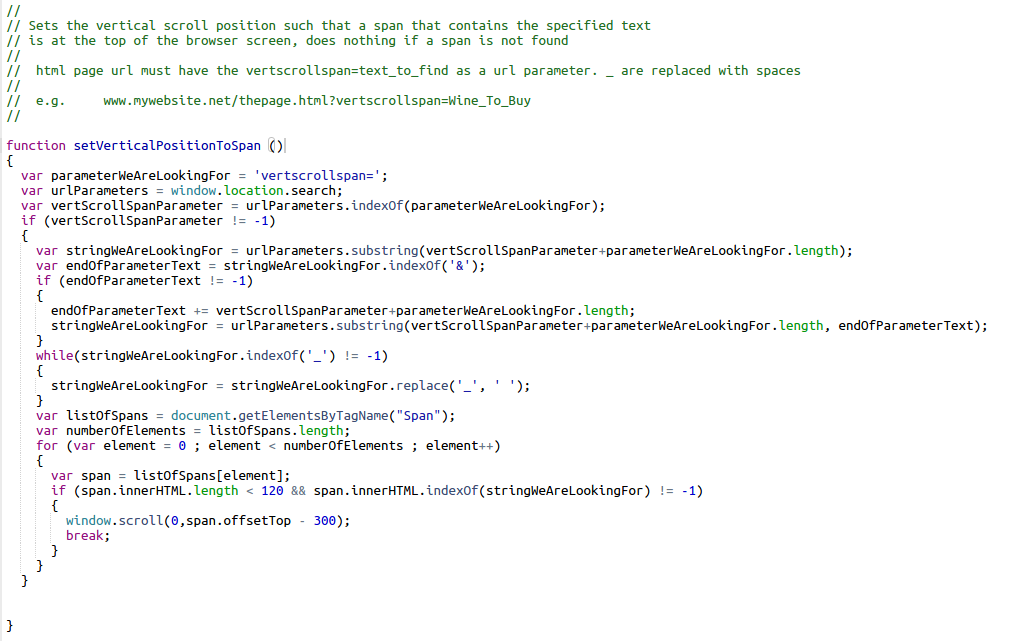 //
// Sets the vertical scroll position such that a span that contains the specified text
// is at the top of the browser screen, does nothing if a span is not found
//
//  html page url must have the vertscrollspan=text_to_find as a url parameter. _ are replaced with spaces
//
//  e.g.     www.mywebsite.net/thepage.html?vertscrollspan=Wine_To_Buy
//
function setVerticalPositionToSpan ()
{
  var parameterWeAreLookingFor = 'vertscrollspan=';
  var urlParameters = window.location.search;
  var vertScrollSpanParameter = urlParameters.indexOf(parameterWeAreLookingFor);
  if (vertScrollSpanParameter != -1)
  {
    var stringWeAreLookingFor = urlParameters.substring(vertScrollSpanParameter+parameterWeAreLookingFor.length);
    var endOfParameterText = stringWeAreLookingFor.indexOf('&');
    if (endOfParameterText != -1)
    {
      endOfParameterText += vertScrollSpanParameter+parameterWeAreLookingFor.length;
      stringWeAreLookingFor = urlParameters.substring(vertScrollSpanParameter+parameterWeAreLookingFor.length, endOfParameterText);
    }
    while(stringWeAreLookingFor.indexOf('_') != -1)
    {
      stringWeAreLookingFor = stringWeAreLookingFor.replace('_', ' ');
    }
    var listOfSpans = document.getElementsByTagName("Span");
    var numberOfElements = listOfSpans.length;
    for (var element = 0 ; element < numberOfElements ; element++)
    {
      var span = listOfSpans[element];
      if (span.innerHTML.length < 120 && span.innerHTML.indexOf(stringWeAreLookingFor) != -1)
      {
        window.scroll(0,span.offsetTop - 300);
        break;
      }
    }
  }
}